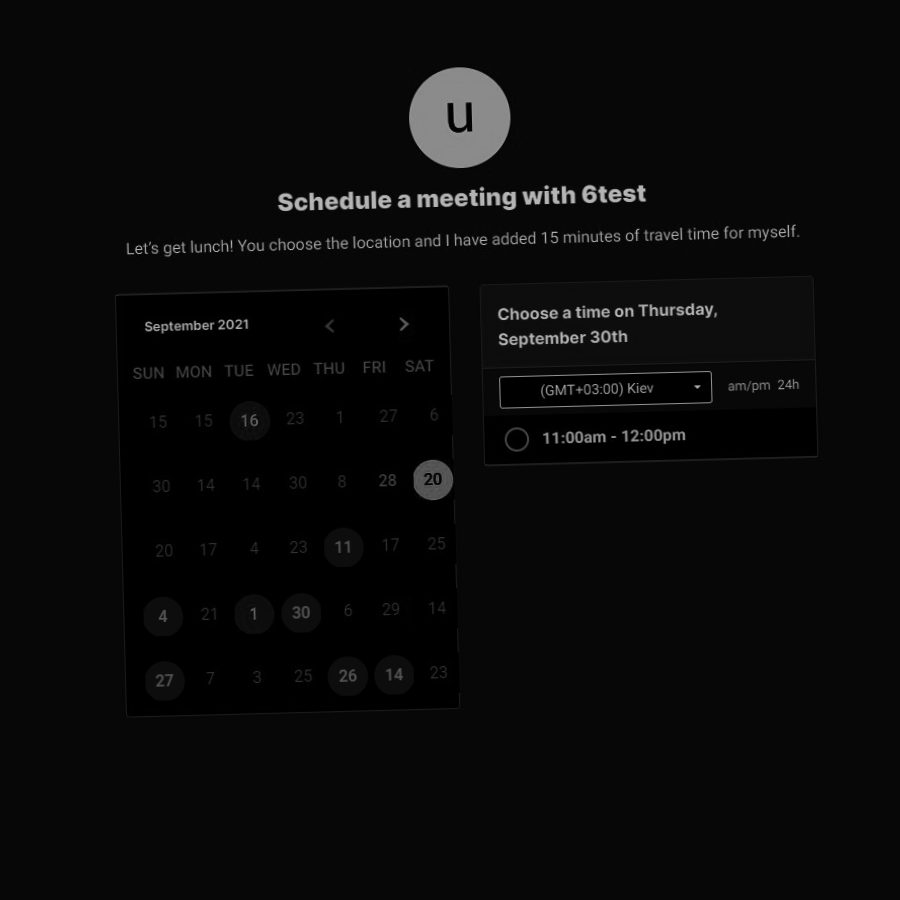 u
Schedule a meeting with 6test
Let's get lunch! You choose the location and I have added 15 minutes of travel time for myself.
September 2021
SUN MON TUE WED THU FRI SAT
15 15 16 23 1 27 6
30 14 14 30 8 28 20
20 17 4 23 11 17 25
4 21 1 30 6 29 14
27 7 3 25 26 14 23
Choose a time on Thursday,
September 30th
(GMT+03:00) Kiev am/pm 24h
11:00am - 12:00pm